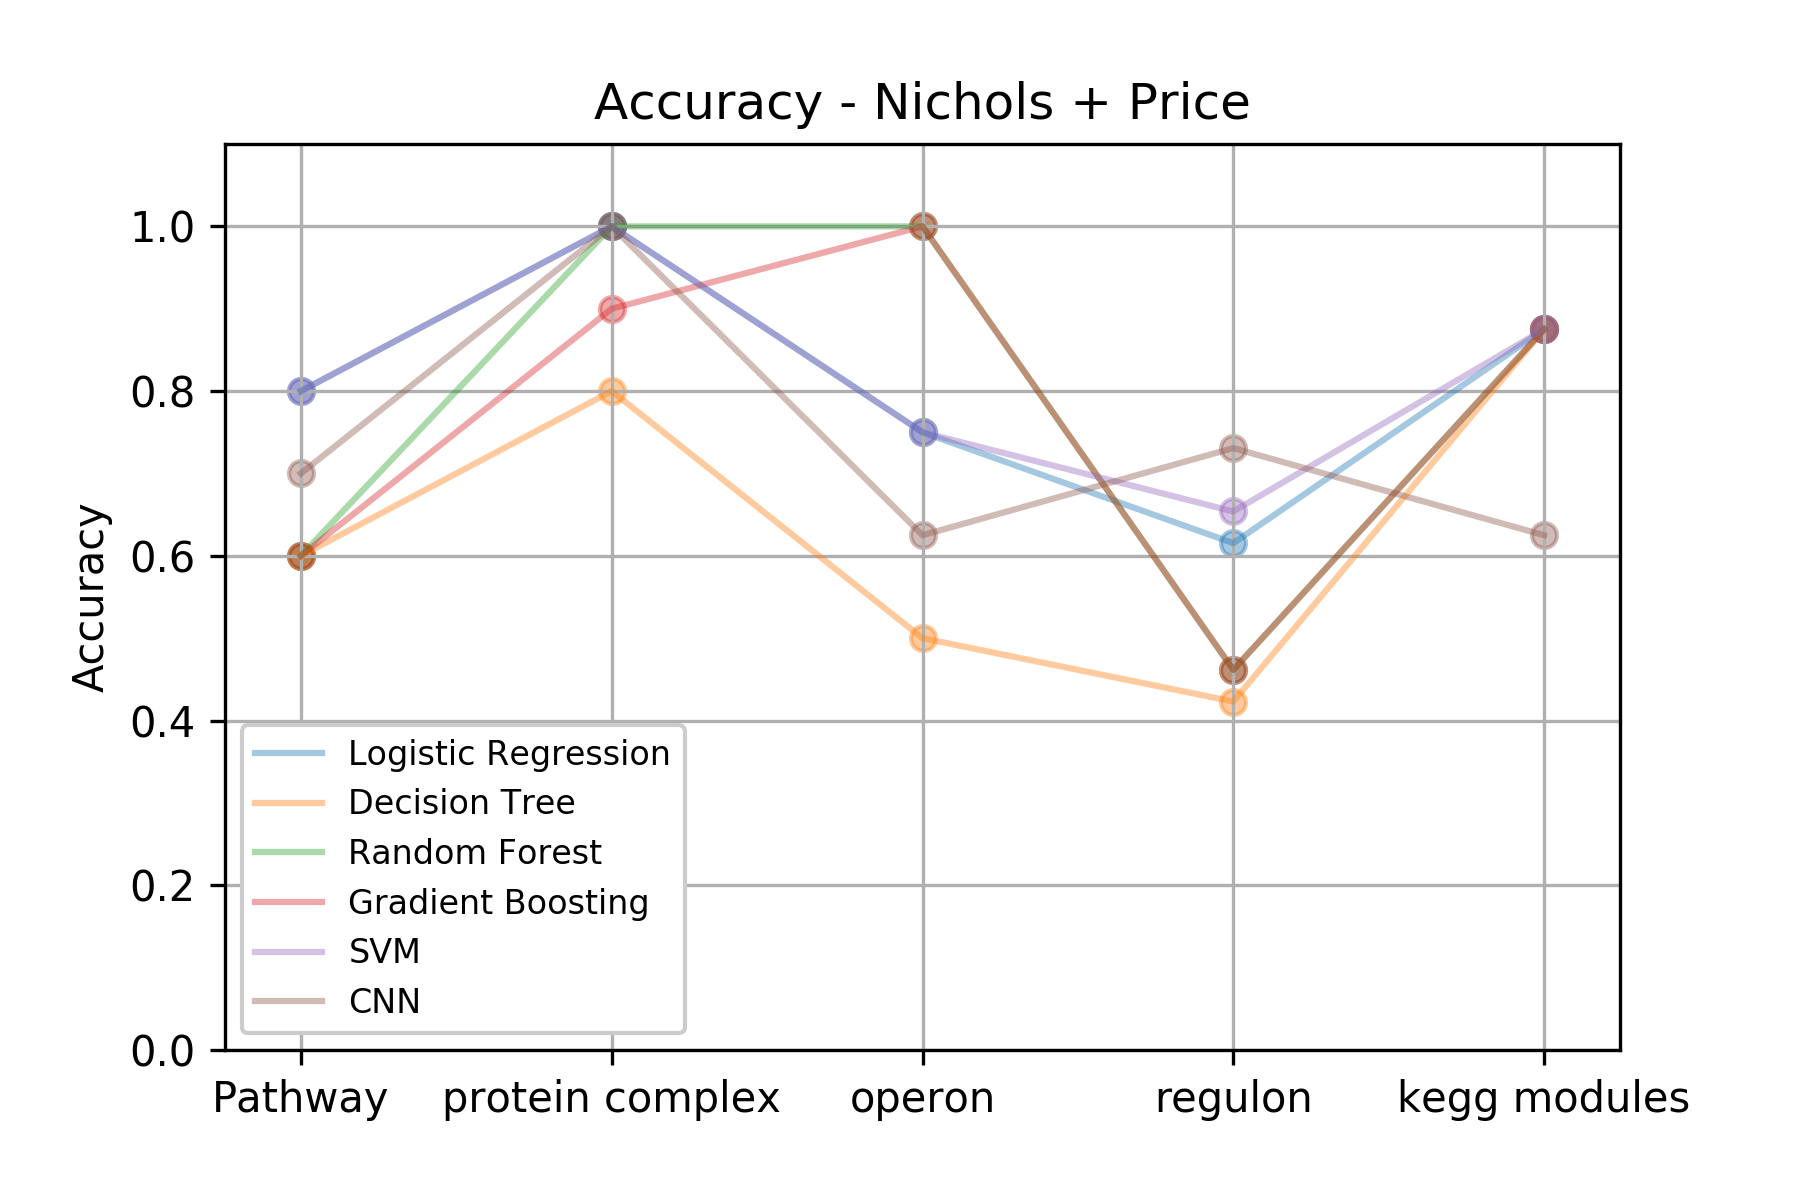 Accuracy - Nichols + Price
Accuracy
1.0
0.8
0.6
0.4
0.2
0.0
Logistic Regression
Decision Tree
Random Forest
Gradient Boosting
SVM
CNN
Pathway protein complex operon regulon kegg modules